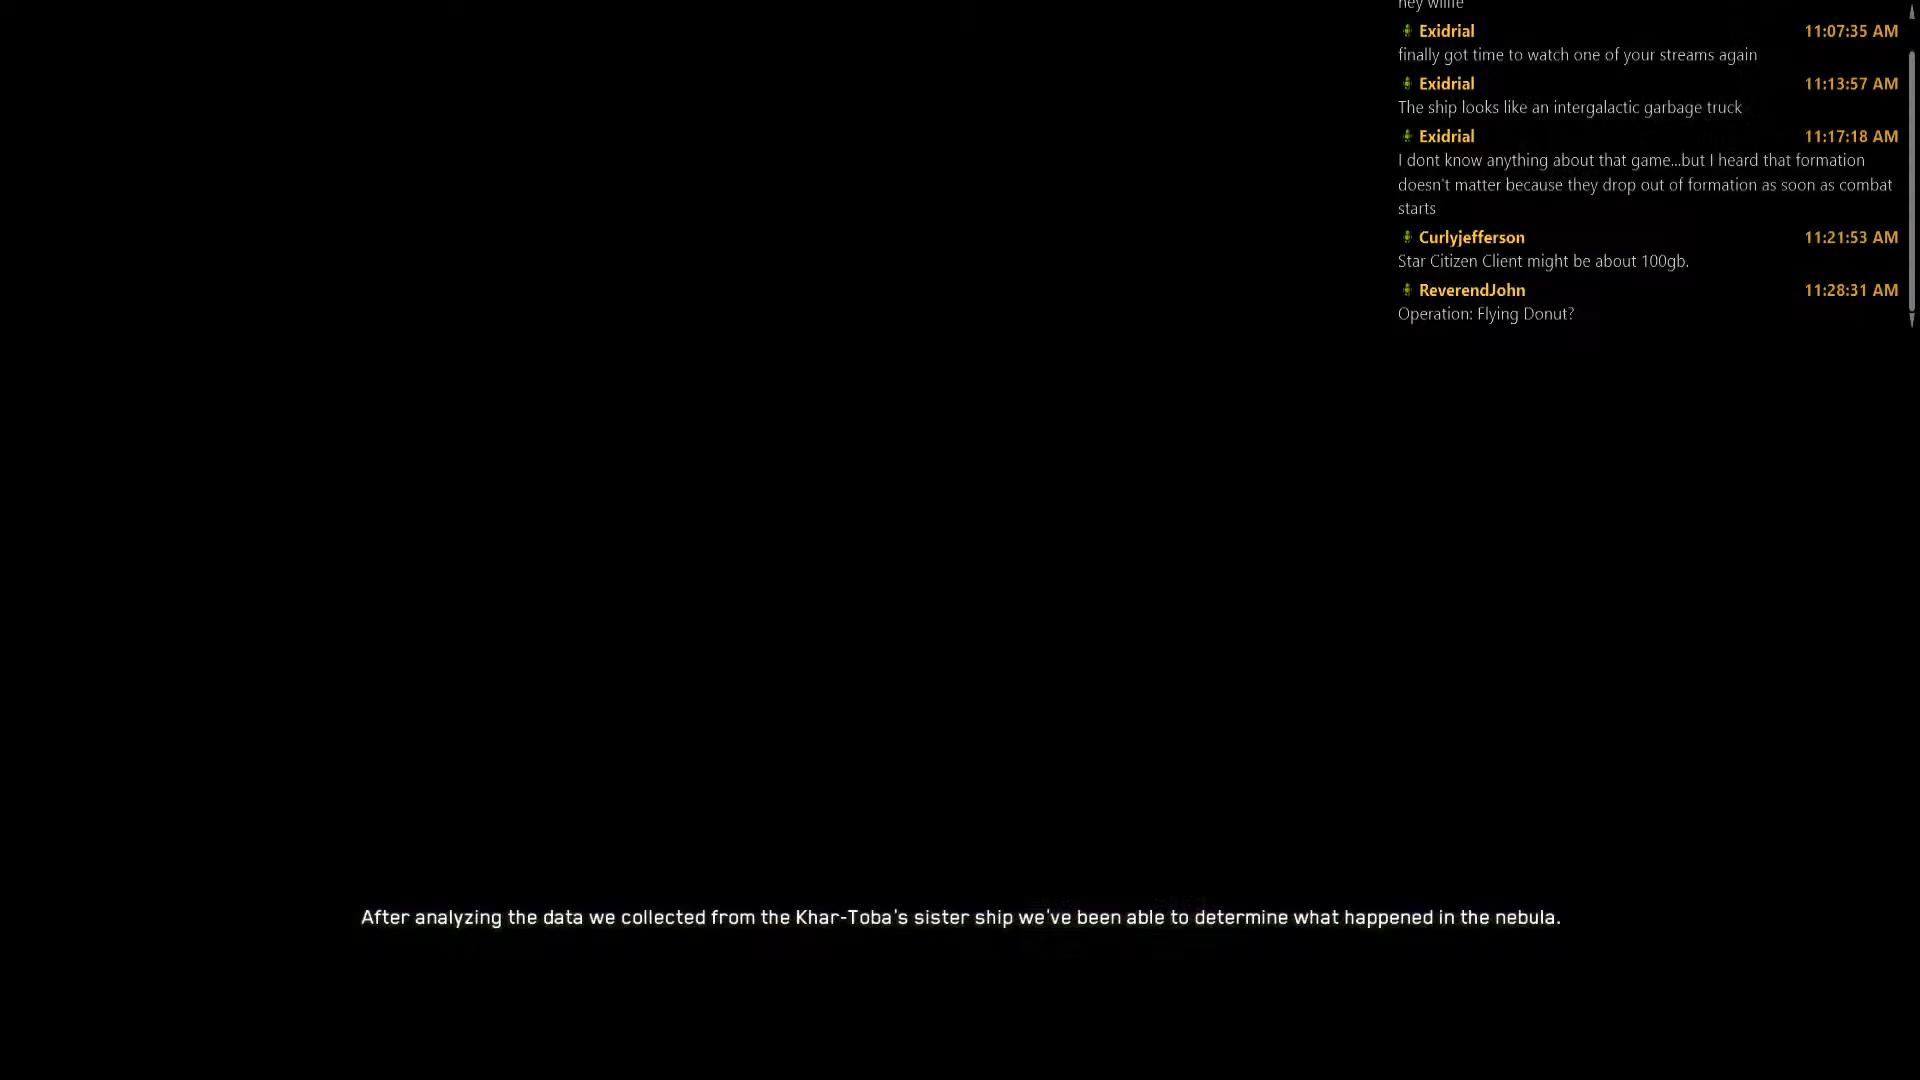 hey willie
Exidrial 11:07:35 AM
finally got time to watch one of your streams again
Exidrial 11:13:57 AM
The ship looks like an intergalactic garbage truck
Exidrial 11:17:18 AM
I dont know anything about that game...but I heard that formation
doesn't matter because they drop out of formation as soon as combat
starts
Curlyjefferson 11:21:53 AM
Star Citizen Client might be about 100gb.
ReverendJohn 11:28:31 AM
Operation: Flying Donut?
After analyzing the data we collected from the Khar-Toba's sister ship we've been able to determine what happened in the nebula.